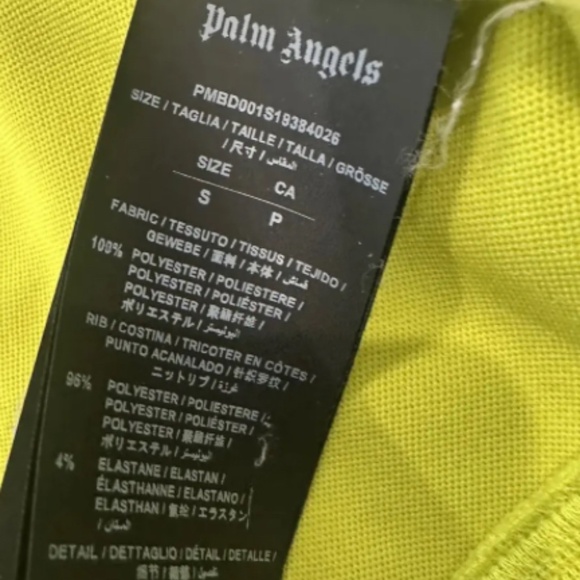 Palm Angels
PMBD001S19384026
SIZE / TAGLIA / TAILLE / TALLA / GRÖSSE
/ 尺寸 / المقاس /
SIZE CA
S P
FABRIC / TESSUTO / TISSUS / TEJIDO /
GEWEBE / 面料 / 本体 / قماش /
100% POLYESTER / POLIESTERE /
POLYESTER / POLIÉSTER /
POLYESTER / 聚酯纤维 /
ポリエステル / البوليستر /
RIB / COSTINA / TRICOTER EN CÔTES /
PUNTO ACANALADO / 针织罗纹 /
ニットリブ / غرزة /
96% POLYESTER / POLIESTERE /
POLYESTER / POLIÉSTER /
POLYESTER / 聚酯纤维 /
ポリエステル / البوليستر /
4% ELASTANE / ELASTAN /
ÉLASTHANNE / ELASTANO /
ELASTHAN / 氨纶 / エラスタン
/
DETAIL / DETTAGLIO / DÉTAIL / DETALLE /
细节 / 細部 /